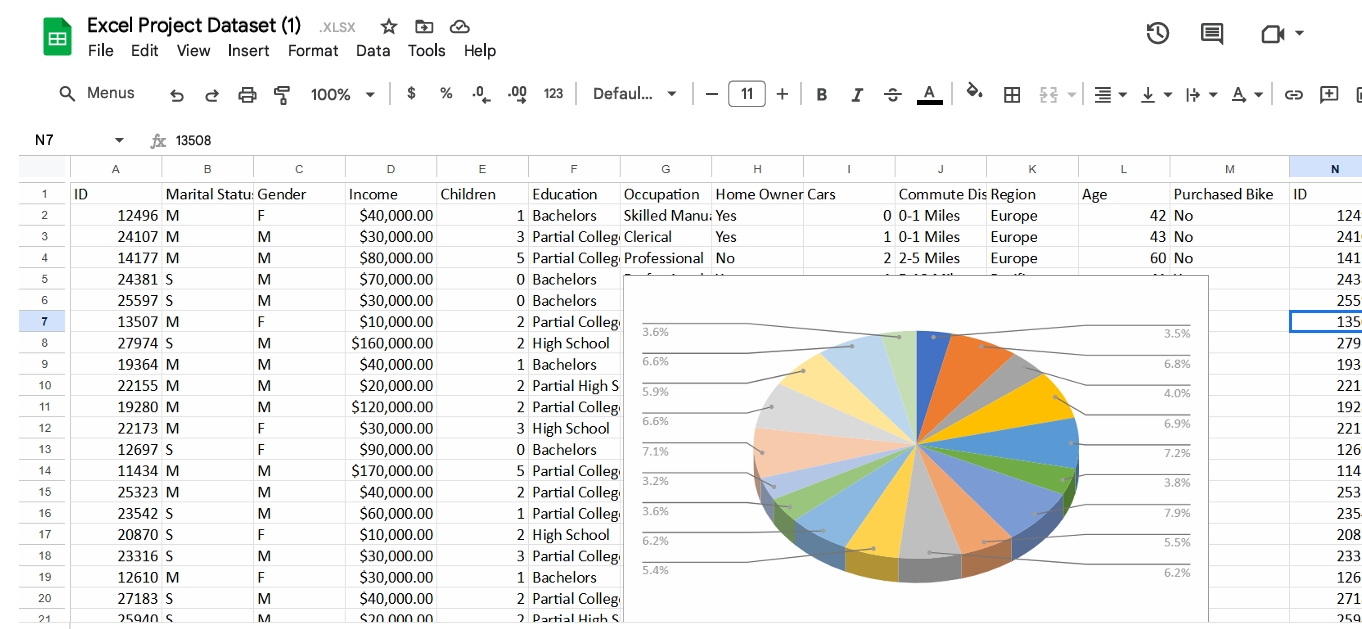 Excel Project Dataset (1) .XLSX
File Edit View Insert Format Data Tools Help
Menus 100% $ % .0 .00 123 Defaul... − 11 + B I S A
N7 fx 13508
A B C D E F G H I J K L M N
1 ID Marital Statu Gender Income Children Education Occupation Home Owner Cars Commute Dis Region Age Purchased Bike ID
2 12496 M F $40,000.00 1 Bachelors Skilled Manu Yes 0 0-1 Miles Europe 42 No 124
3 24107 M M $30,000.00 3 Partial Colleg Clerical Yes 1 0-1 Miles Europe 43 No 241
4 14177 M M $80,000.00 5 Partial Colleg Professional No 2 2-5 Miles Europe 60 No 141
5 24381 S M $70,000.00 0 Bachelors 243
6 25597 S M $30,000.00 0 Bachelors 255
7 13507 M F $10,000.00 2 Partial Colleg 135
8 27974 S M $160,000.00 2 High School 279
9 19364 M M $40,000.00 1 Bachelors 193
10 22155 M M $20,000.00 2 Partial High S 221
11 19280 M M $120,000.00 2 Partial Colleg 192
12 22173 M F $30,000.00 3 High School 221
13 12697 S F $90,000.00 0 Bachelors 126
14 11434 M M $170,000.00 5 Partial Colleg 114
15 25323 M M $40,000.00 2 Partial Colleg 253
16 23542 S M $60,000.00 1 Partial Colleg 235
17 20870 S F $10,000.00 2 High School 208
18 23316 S M $30,000.00 3 Partial Colleg 233
19 12610 M F $30,000.00 1 Bachelors 126
20 27183 S M $40,000.00 2 Partial Colleg 271
21 25940 S M $20,000.00 2 Partial High S 259
3.6% 3.5%
6.6% 6.8%
5.9% 4.0%
6.6% 6.9%
7.1% 7.2%
3.2% 3.8%
3.6% 7.9%
6.2% 5.5%
5.4% 6.2%